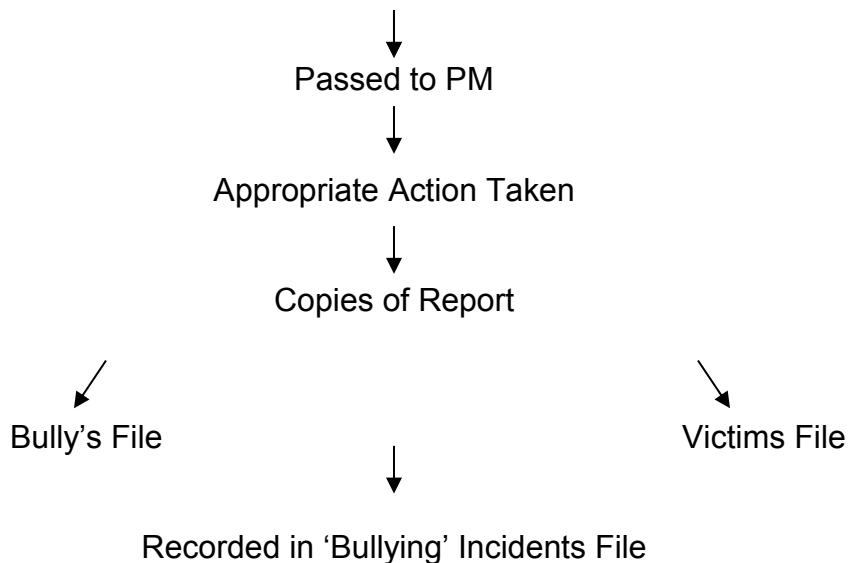 Passed to PM
Appropriate Action Taken
Copies of Report
Bully’s File
Victims File
Recorded in ‘Bullying’ Incidents File